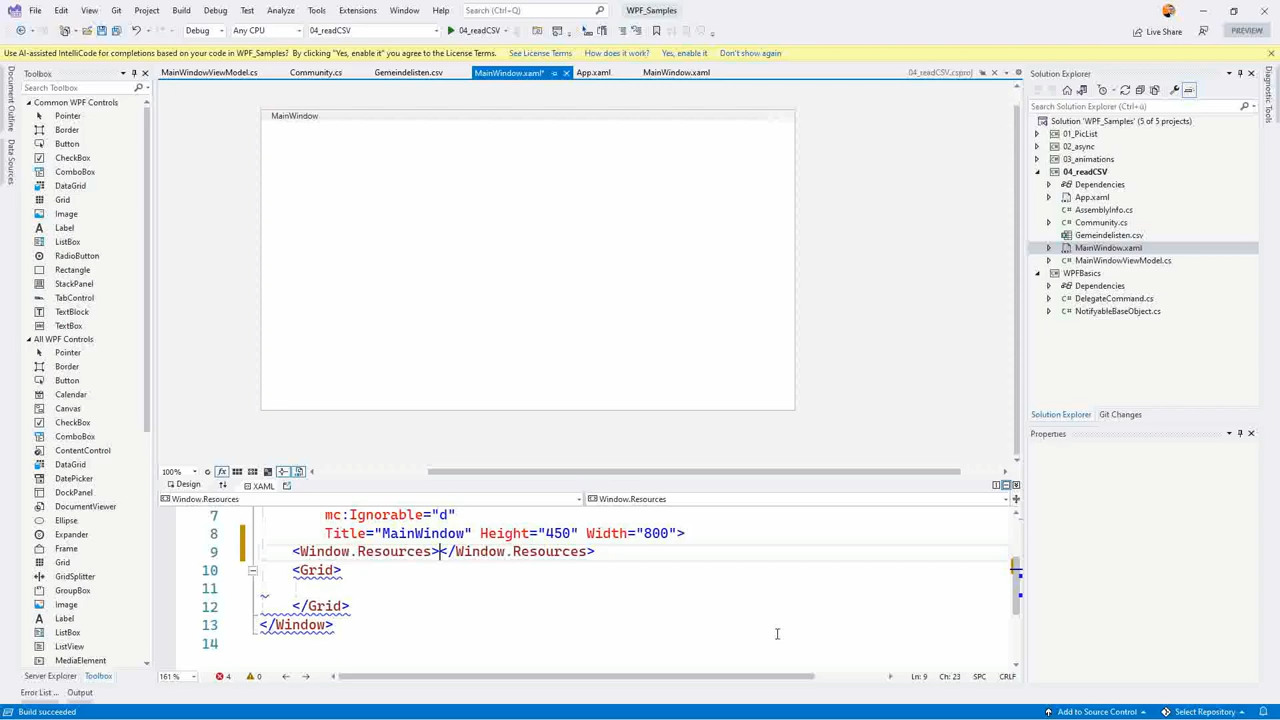 File Edit View Git Project Build Debug Test Analyze Tools Extensions Window Help Search (Ctrl+Q) WPF_Samples
Debug Any CPU 04_readCSV 04_readCSV Live Share PREVIEW
Use AI-assisted IntelliCode for completions based on your code in WPF_Samples? By clicking "Yes, enable it" you agree to the License Terms. See License Terms How does it work? Yes, enable it Don't show again
Document Outline
Data Sources
Toolbox
Search Toolbox
Common WPF Controls
Pointer
Border
Button
CheckBox
ComboBox
DataGrid
Grid
Image
Label
ListBox
RadioButton
Rectangle
StackPanel
TabControl
TextBlock
TextBox
All WPF Controls
Pointer
Border
Button
Calendar
Canvas
CheckBox
ComboBox
ContentControl
DataGrid
DatePicker
DockPanel
DocumentViewer
Ellipse
Expander
Frame
Grid
GridSplitter
GroupBox
Image
Label
ListBox
ListView
MediaElement
Server Explorer Toolbox
Error List ... Output
MainWindowViewModel.cs Community.cs Gemeindelisten.csv MainWindow.xaml* App.xaml MainWindow.xaml 04_readCSV.csproj
MainWindow
100%
Design XAML
Window.Resources Window.Resources
7 mc:Ignorable="d"
8 Title="MainWindow" Height="450" Width="800">
9 <Window.Resources></Window.Resources>
10 <Grid>
11
12 </Grid>
13 </Window>
14
161 % 4 0 Ln: 9 Ch: 23 SPC CRLF
Solution Explorer
Search Solution Explorer (Ctrl+ü)
Solution 'WPF_Samples' (5 of 5 projects)
01_PicList
02_async
03_animations
04_readCSV
Dependencies
App.xaml
AssemblyInfo.cs
Community.cs
Gemeindelisten.csv
MainWindow.xaml
MainWindowViewModel.cs
WPFBasics
Dependencies
DelegateCommand.cs
NotifyableBaseObject.cs
Solution Explorer Git Changes
Properties
Diagnostic Tools
Build succeeded Add to Source Control Select Repository